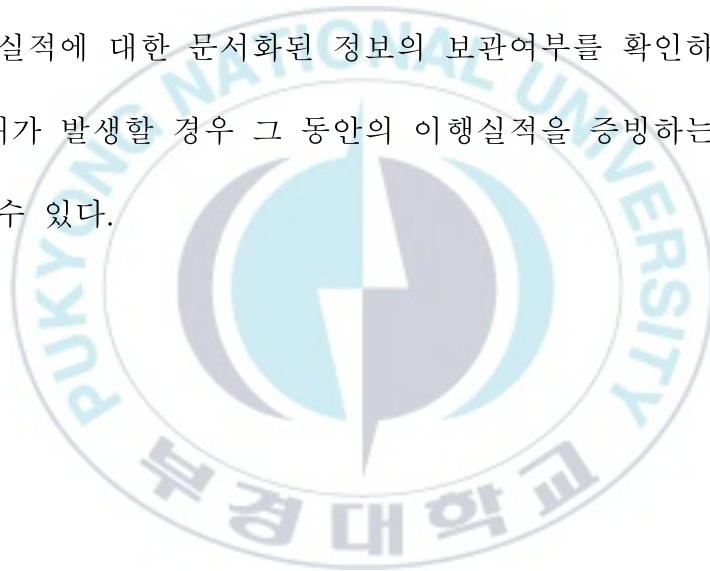 실적에 대한 문서화된 정보의 보관여부를 확인하
가 발생할 경우 그 동안의 이행실적을 증빙하는
수 있다.
PUKYONG NATIONAL UNIVERSITY
부경대학교